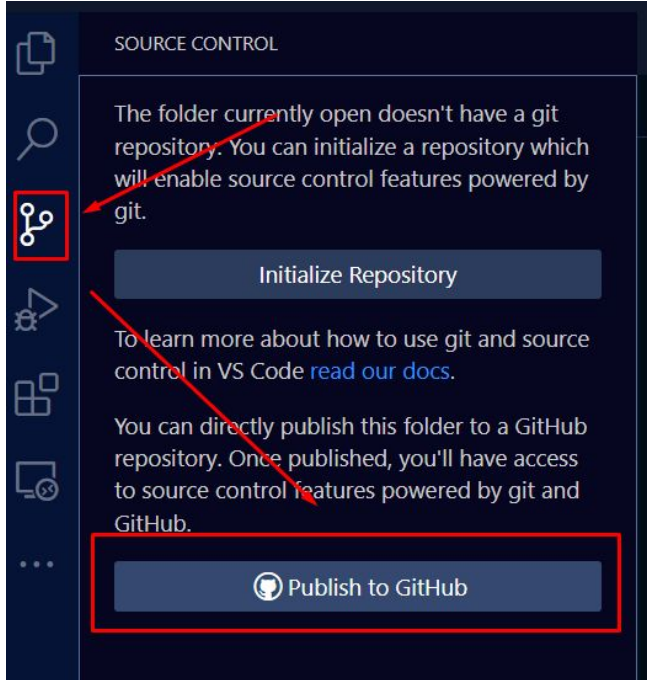 SOURCE CONTROL
The folder currently open doesn't have a git
repository. You can initialize a repository which
will enable source control features powered by
git.
Initialize Repository
To learn more about how to use git and source
control in VS Code read our docs.
You can directly publish this folder to a GitHub
repository. Once published, you'll have access
to source control features powered by git and
GitHub.
Publish to GitHub